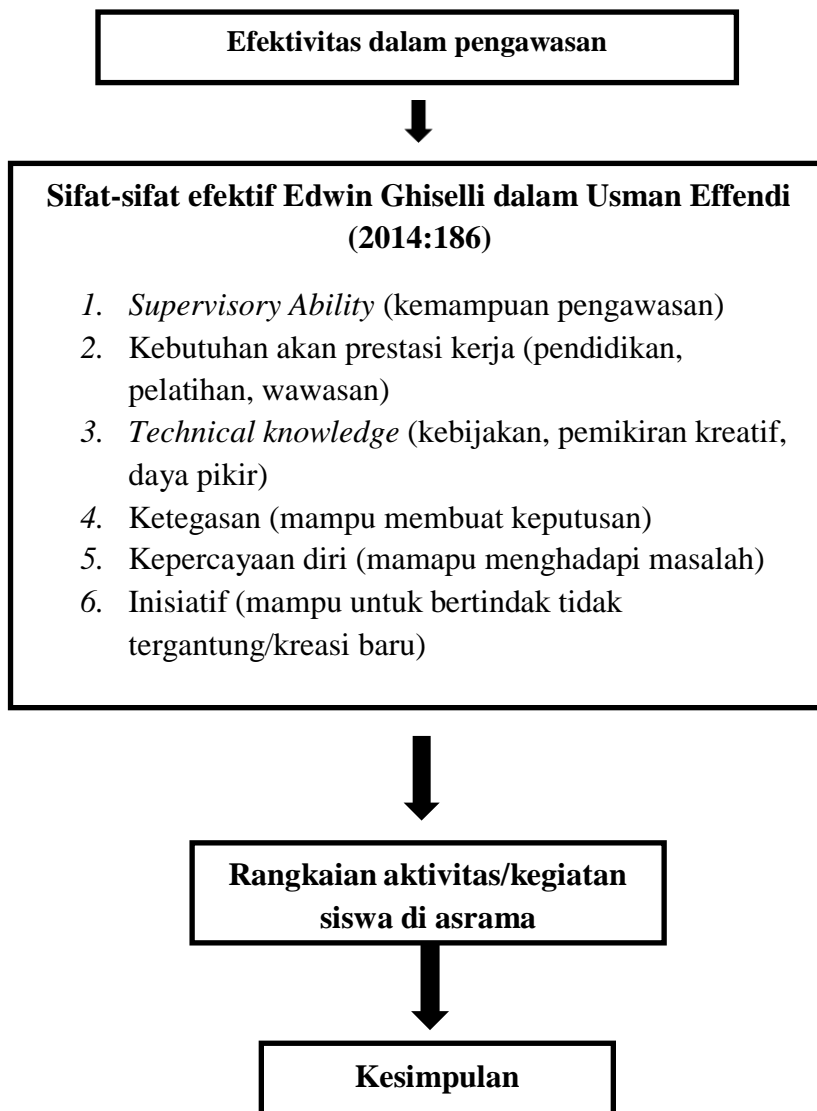 Efektivitas dalam pengawasan
Sifat-sifat efektif Edwin Ghiselli dalam Usman Effendi
(2014:186)
1. Supervisory Ability (kemampuan pengawasan)
2. Kebutuhan akan prestasi kerja (pendidikan,
pelatihan, wawasan)
3. Technical knowledge (kebijakan, pemikiran kreatif,
daya pikir)
4. Ketegasan (mampu membuat keputusan)
5. Kepercayaan diri (mamapu menghadapi masalah)
6. Inisiatif (mampu untuk bertindak tidak
tergantung/kreasi baru)
Rangkaian aktivitas/kegiatan
siswa di asrama
Kesimpulan